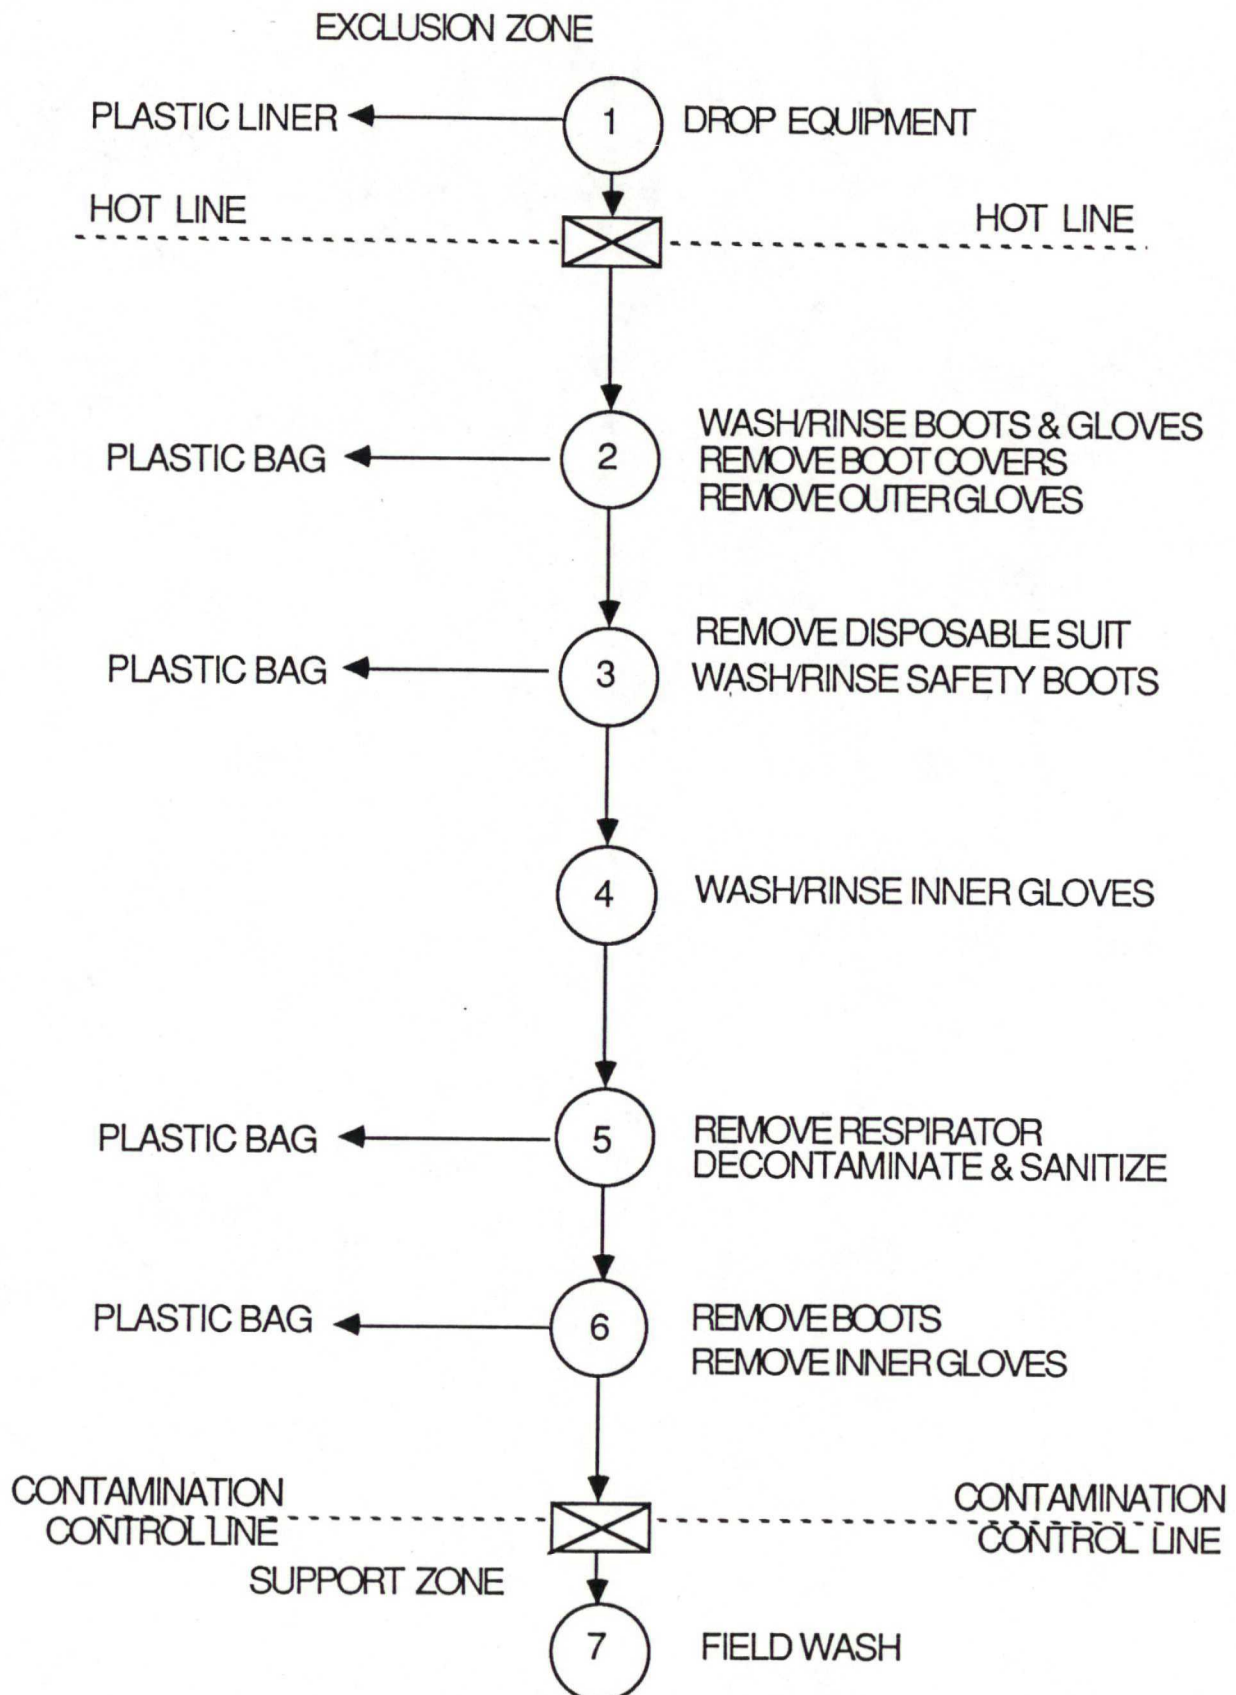 EXCLUSION ZONE
PLASTIC LINER
1
DROP EQUIPMENT
HOT LINE
HOT LINE
PLASTIC BAG
2
WASH/RINSE BOOTS & GLOVES
REMOVE BOOT COVERS
REMOVE OUTER GLOVES
PLASTIC BAG
3
REMOVE DISPOSABLE SUIT
WASH/RINSE SAFETY BOOTS
4
WASH/RINSE INNER GLOVES
PLASTIC BAG
5
REMOVE RESPIRATOR
DECONTAMINATE & SANITIZE
PLASTIC BAG
6
REMOVE BOOTS
REMOVE INNER GLOVES
CONTAMINATION
CONTROL LINE
CONTAMINATION
CONTROL LINE
SUPPORT ZONE
7
FIELD WASH